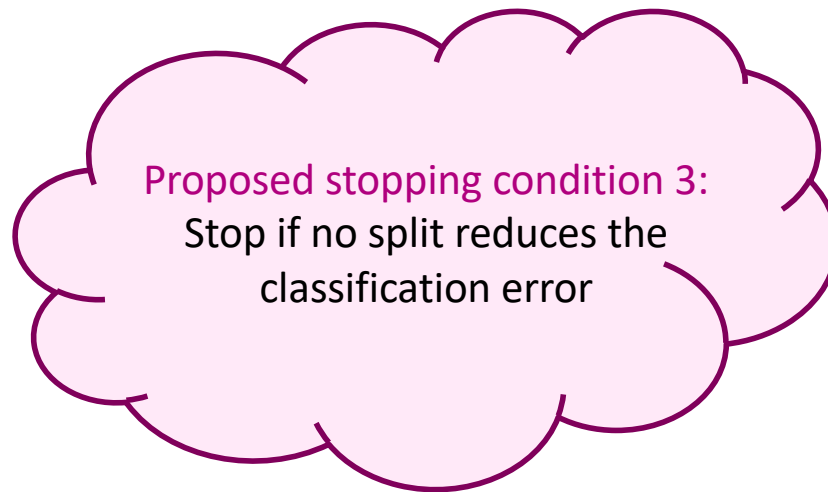 Proposed stopping condition 3:
Stop if no split reduces the
classification error